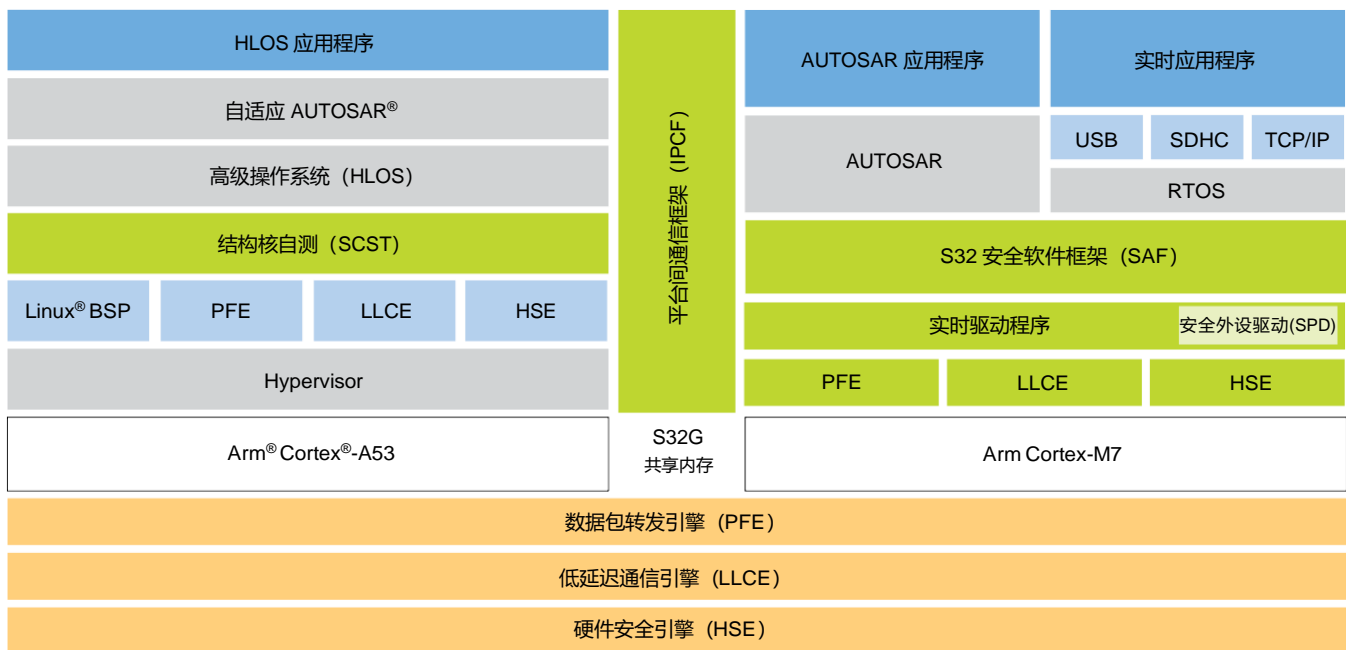 HLOS 应用程序
自适应 AUTOSAR®
高级操作系统（HLOS）
结构核自测（SCST）
Linux® BSP
PFE
LLCE
HSE
Hypervisor
Arm® Cortex®-A53
平台间通信框架（IPCF）
S32G
共享内存
AUTOSAR 应用程序
实时应用程序
AUTOSAR
USB
SDHC
TCP/IP
RTOS
S32 安全软件框架（SAF）
实时驱动程序
安全外设驱动(SPD)
PFE
LLCE
HSE
Arm Cortex-M7
数据包转发引擎（PFE）
低延迟通信引擎（LLCE）
硬件安全引擎（HSE）